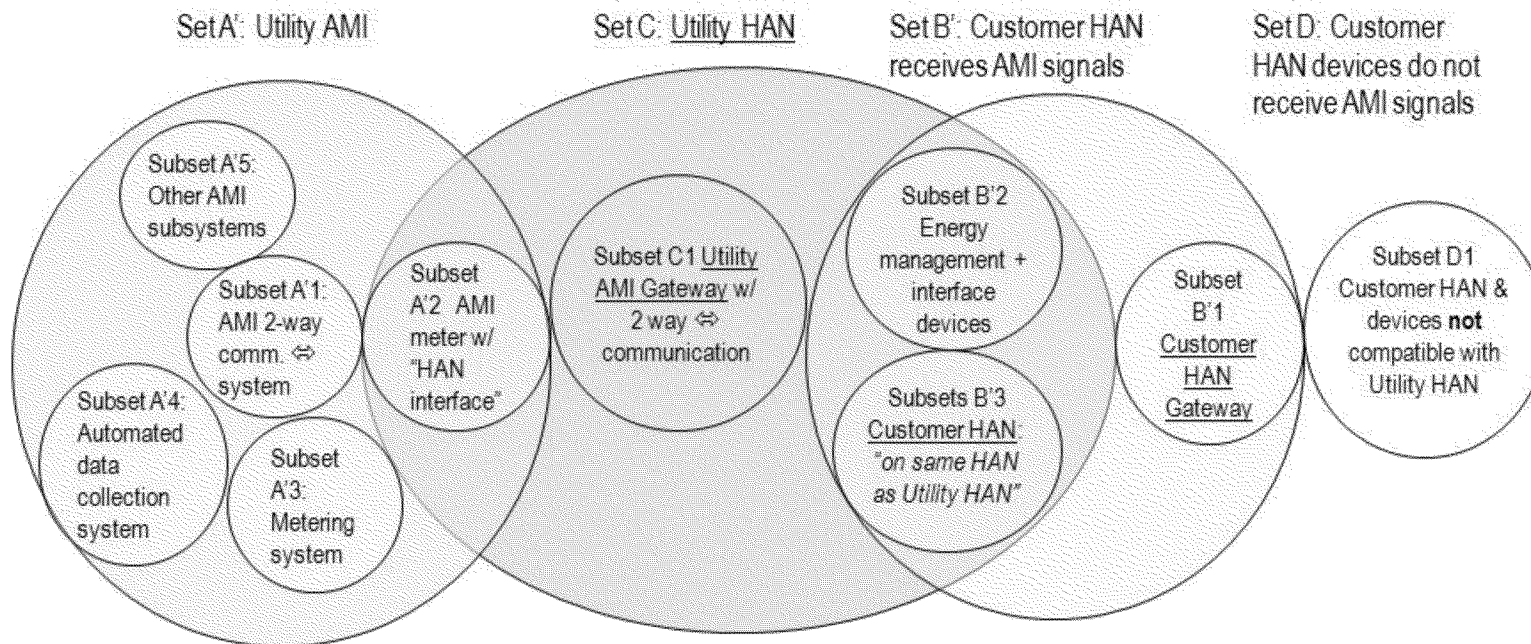 Set A': Utility AMI
Set C: Utility HAN
Set B': Customer HAN
receives AMI signals
Set D: Customer
HAN devices do not
receive AMI signals
Subset A'5:
Other AMI
subsystems
Subset A'1:
AMI 2-way
comm. ⇔
system
Subset A'4:
Automated
data
collection
system
Subset
A'3:
Metering
system
Subset
A'2 AMI
meter w/
"HAN
interface"
Subset C1 Utility
AMI Gateway w/
2 way ⇔
communication
Subset B'2
Energy
management +
interface
devices
Subsets B'3
Customer HAN:
"on same HAN
as Utility HAN"
Subset
B'1
Customer
HAN
Gateway
Subset D1
Customer HAN &
devices not
compatible with
Utility HAN